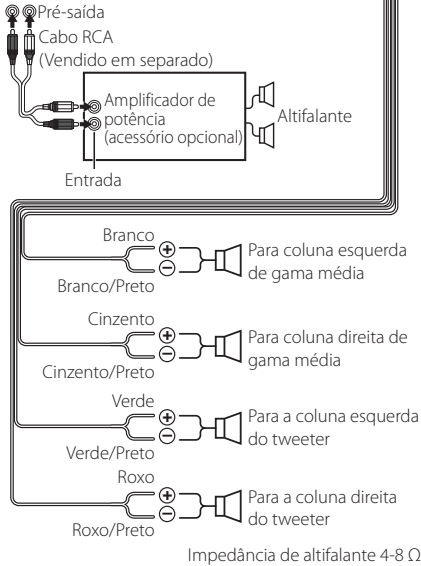 Pré-saída
Cabo RCA
(Vendido em separado)
Amplificador de
potência
(acessório opcional)
Altifalante
Entrada
Branco
Branco/Preto
Para coluna esquerda
de gama média
Cinzento
Cinzento/Preto
Para coluna direita de
gama média
Verde
Verde/Preto
Para a coluna esquerda
do tweeter
Roxo
Roxo/Preto
Para a coluna direita
do tweeter
Impedância de altifalante 4-8 Ω